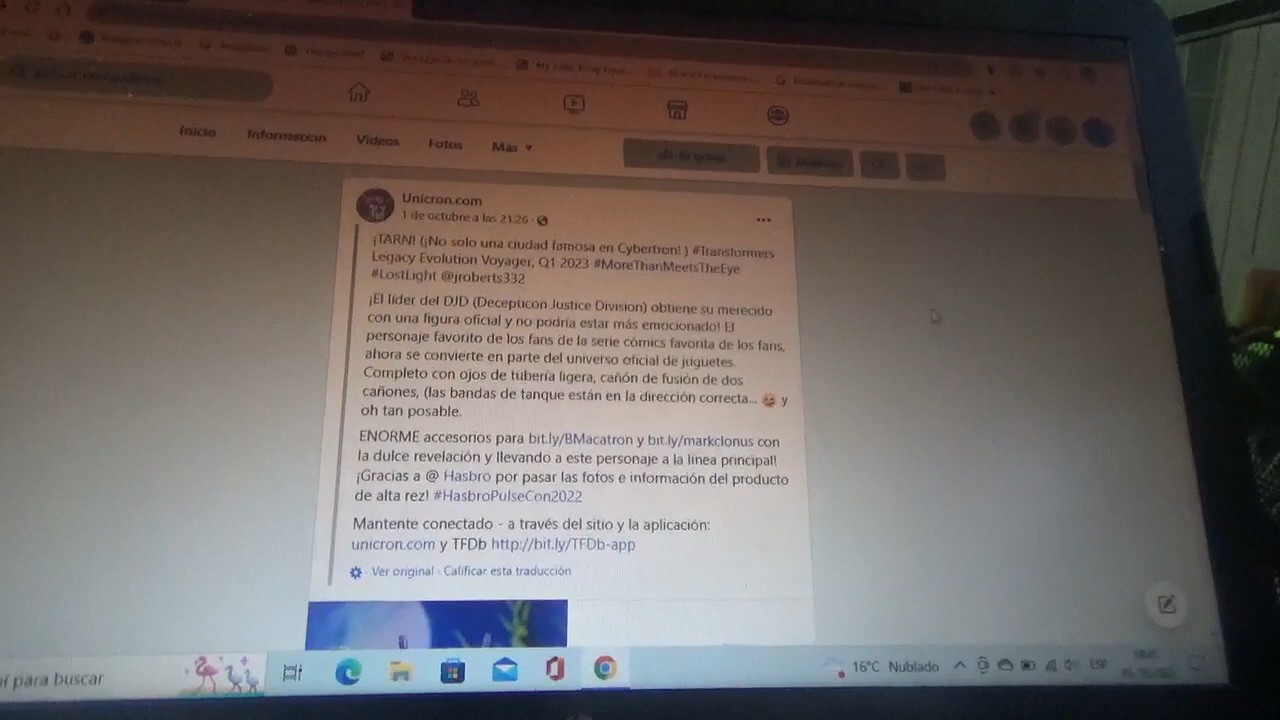 Inicio Información Videos Fotos Más
Unicron.com
1 de octubre a las 21:26 ·
¡TARN! (¡No solo una ciudad famosa en Cybertron! ) #Transformers
Legacy Evolution Voyager, Q1 2023 #MoreThanMeetsTheEye
#LostLight @jroberts332
¡El líder del DJD (Decepticon Justice Division) obtiene su merecido
con una figura oficial y no podría estar más emocionado! El
personaje favorito de los fans de la serie cómics favorita de los fans,
ahora se convierte en parte del universo oficial de juguetes.
Completo con ojos de tubería ligera, cañón de fusión de dos
cañones, (las bandas de tanque están en la dirección correcta... y
oh tan posable.
ENORME accesorios para bit.ly/BMacatron y bit.ly/markclonus con
la dulce revelación y llevando a este personaje a la línea principal!
¡Gracias a @ Hasbro por pasar las fotos e información del producto
de alta rez! #HasbroPulseCon2022
Mantente conectado - a través del sitio y la aplicación:
unicron.com y TFDb http://bit.ly/TFDb-app
Ver original · Calificar esta traducción
para buscar
16°C Nublado
ESP